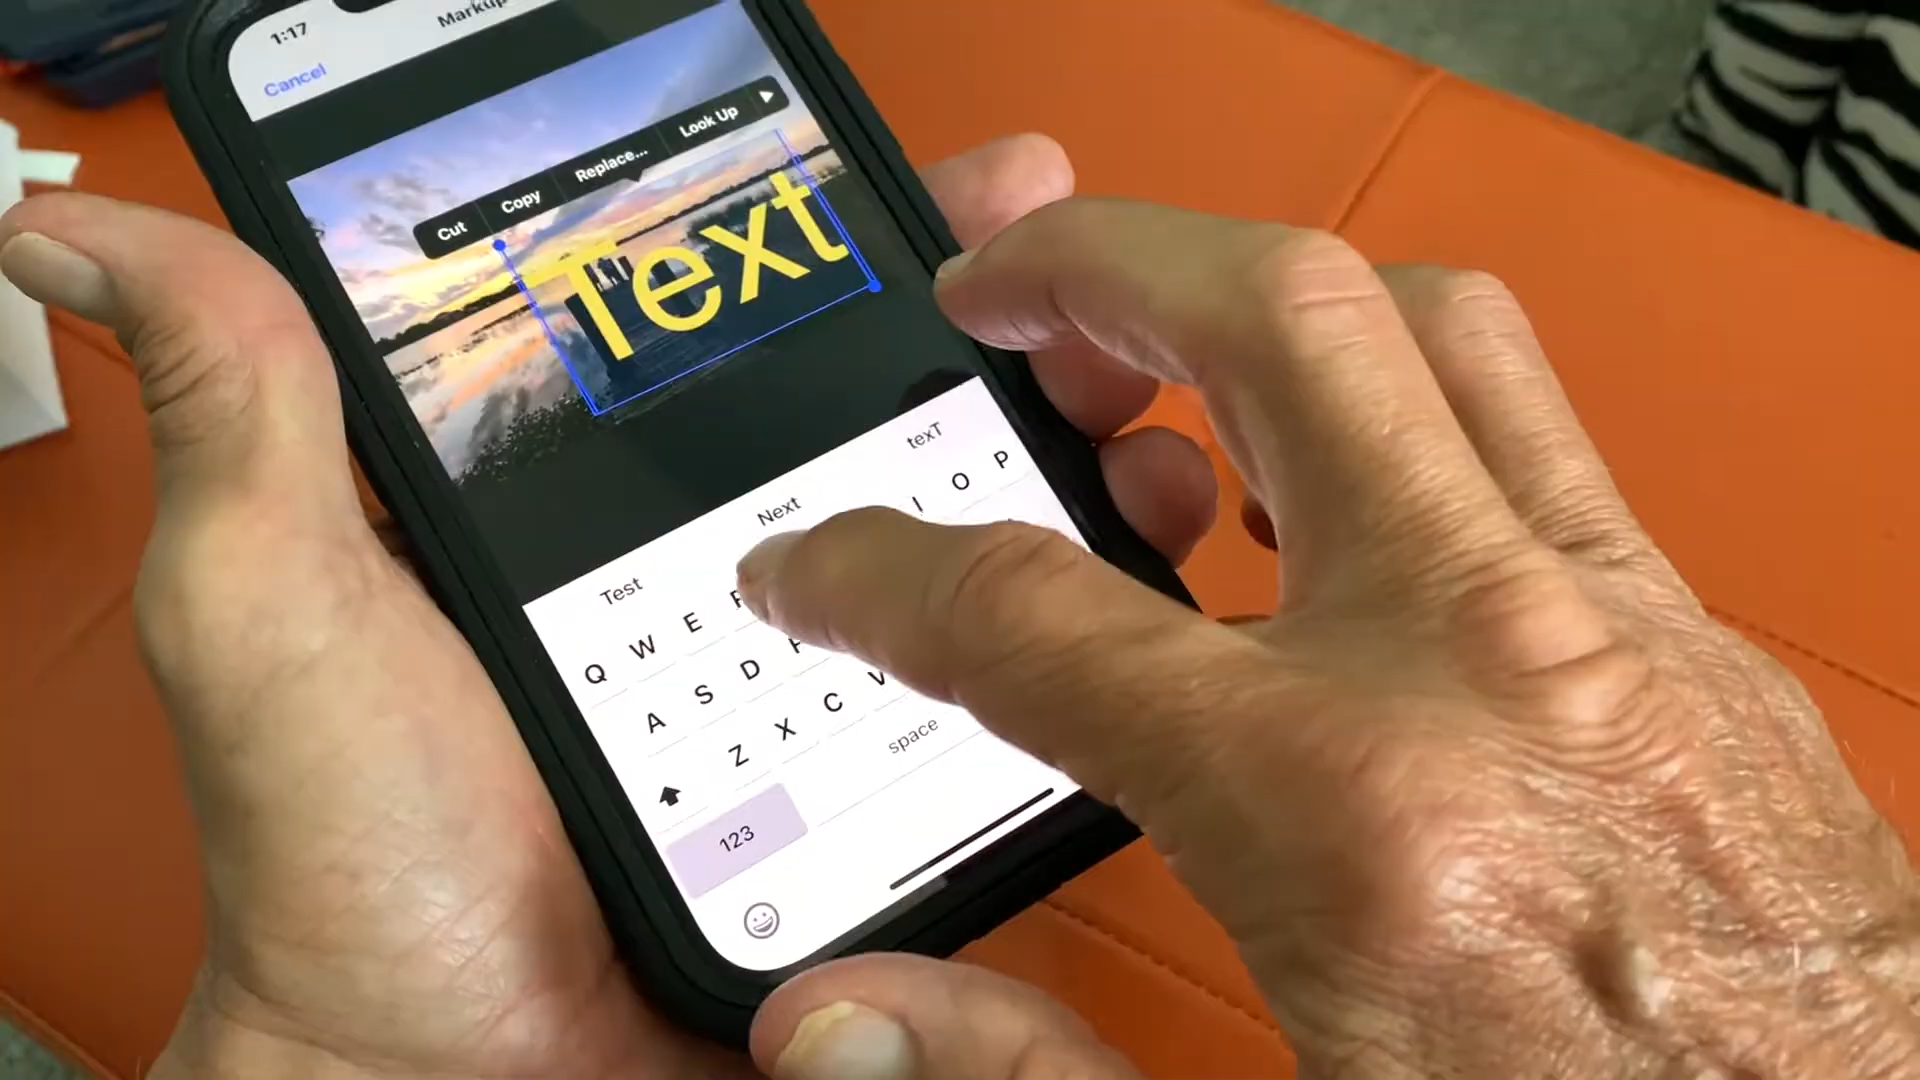 1:17
Markup
Cancel
Cut Copy Replace... Look Up
Text
Test Next texT
Q W E I O P
A S D
Z X C V
123 space